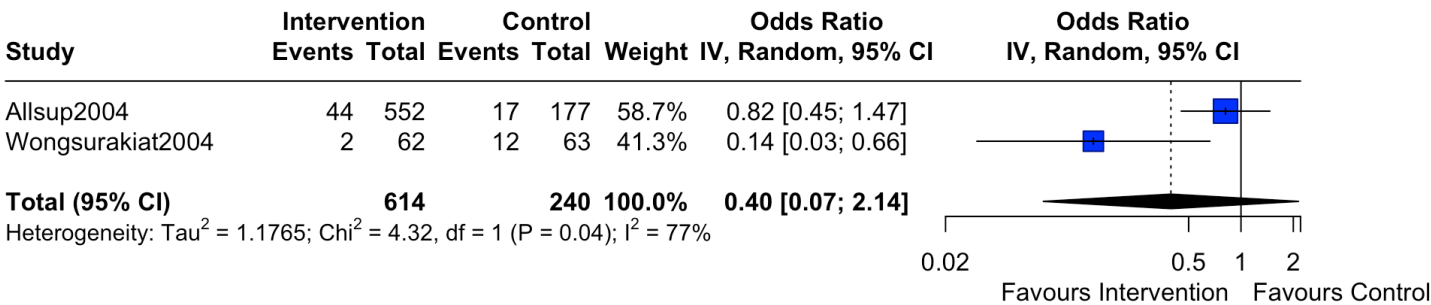 Intervention Control Odds Ratio Odds Ratio
Study Events Total Events Total Weight IV, Random, 95% CI IV, Random, 95% CI
Allsup2004 44 552 17 177 58.7% 0.82 [0.45; 1.47]
Wongsurakiat2004 2 62 12 63 41.3% 0.14 [0.03; 0.66]
Total (95% CI) 614 240 100.0% 0.40 [0.07; 2.14]
Heterogeneity: Tau² = 1.1765; Chi² = 4.32, df = 1 (P = 0.04); I² = 77%
0.02 0.5 1 2
Favours Intervention Favours Control